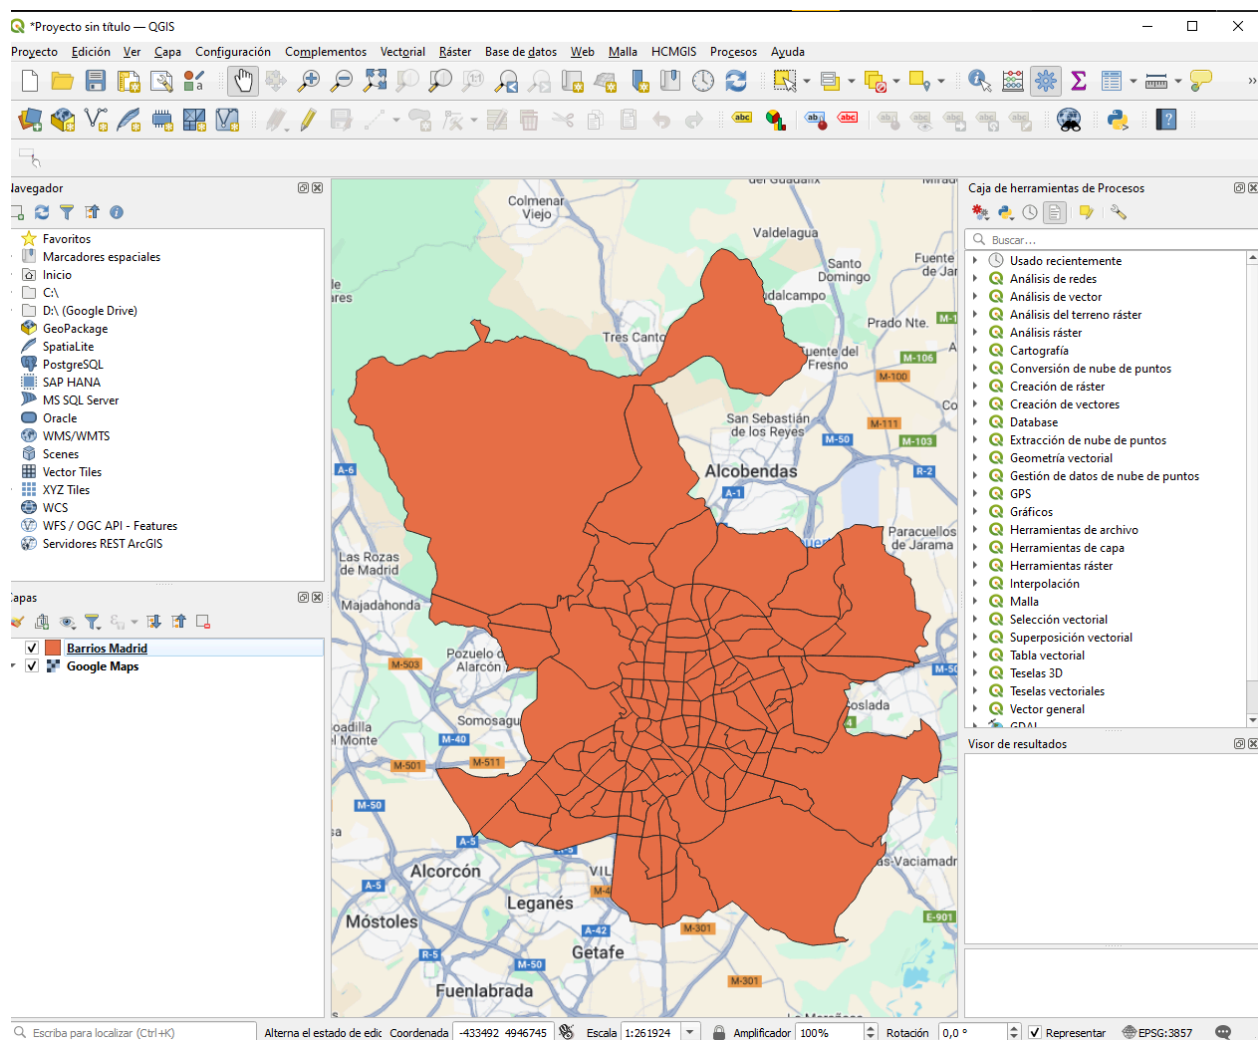 *Proyecto sin título — QGIS
Proyecto Edición Ver Capa Configuración Complementos Vectorial Ráster Base de datos Web Malla HCMGIS Procesos Ayuda
Navegador
Favoritos
Marcadores espaciales
Inicio
C:\
D:\ (Google Drive)
GeoPackage
SpatiaLite
PostgreSQL
SAP HANA
MS SQL Server
Oracle
WMS/WMTS
Scenes
Vector Tiles
XYZ Tiles
WCS
WFS / OGC API - Features
Servidores REST ArcGIS
Capas
Barrios Madrid
Google Maps
Colmenar
Viejo
Valdelagua
Santo
Domingo
Fuente
de Jar
Prado Nte.
Tres Canto
Fuente del
Fresno
M-106
M-100
San Sebastián
de los Reyes
M-111
M-50
M-103
Alcobendas
R-2
A-1
A-6
Paracuellos
de Jarama
Las Rozas
de Madrid
Majadahonda
Pozuelo d
Alarcón
M-503
M-50
Coslada
Somosagu
M-40
M-501
M-511
M-50
A-5
Alcorcón
A-5
Leganés
Móstoles
A-42
M-301
E-901
Getafe
R-5
M-50
M-301
Fuenlabrada
Caja de herramientas de Procesos
Buscar...
Usado recientemente
Análisis de redes
Análisis de vector
Análisis del terreno ráster
Análisis ráster
Cartografía
Conversión de nube de puntos
Creación de ráster
Creación de vectores
Database
Extracción de nube de puntos
Geometría vectorial
Gestión de datos de nube de puntos
GPS
Gráficos
Herramientas de archivo
Herramientas de capa
Herramientas ráster
Interpolación
Malla
Selección vectorial
Superposición vectorial
Tabla vectorial
Teselas 3D
Teselas vectoriales
Vector general
GDAL
Visor de resultados
Escriba para localizar (Ctrl+K) Alterna el estado de edic Coordenada -433492 4946745 Escala 1:261924 Amplificador 100% Rotación 0,0 ° Representar EPSG:3857